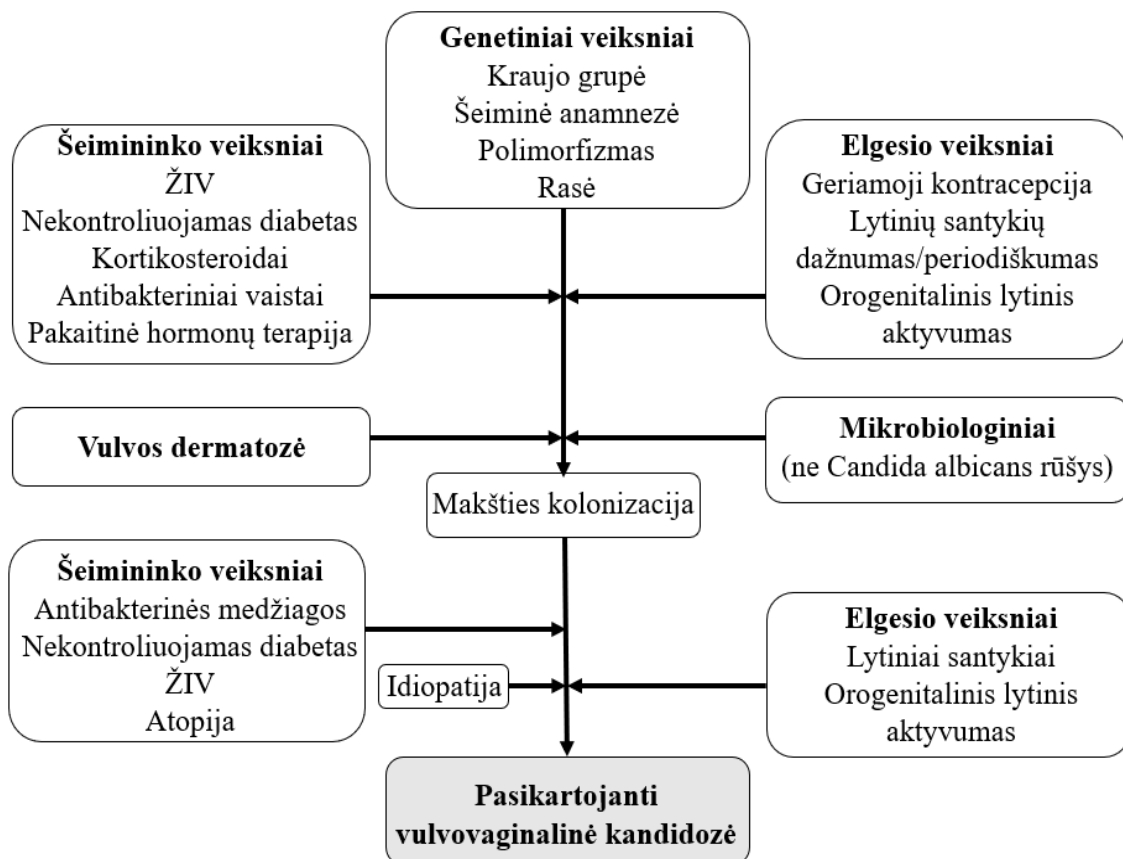 Genetiniai veiksniai
Kraujo grupė
Šeiminė anamnezė
Polimorfizmas
Rasė
Šeimininko veiksniai
ŽIV
Nekontroliuojamas diabetas
Kortikosteroidai
Antibakteriniai vaistai
Pakaitinė hormonų terapija
Elgesio veiksniai
Geriamoji kontracepcija
Lytinių santykių
dažnumas/periodiškumas
Orogenitalinis lytinis
aktyvumas
Vulvos dermatozė
Mikrobiologiniai
(ne Candida albicans rūšys)
Makšties kolonizacija
Šeimininko veiksniai
Antibakterinės medžiagos
Nekontroliuojamas diabetas
ŽIV
Atopija
Idiopatija
Elgesio veiksniai
Lytiniai santykiai
Orogenitalinis lytinis
aktyvumas
Pasikartojanti
vulvovaginalinė kandidozė